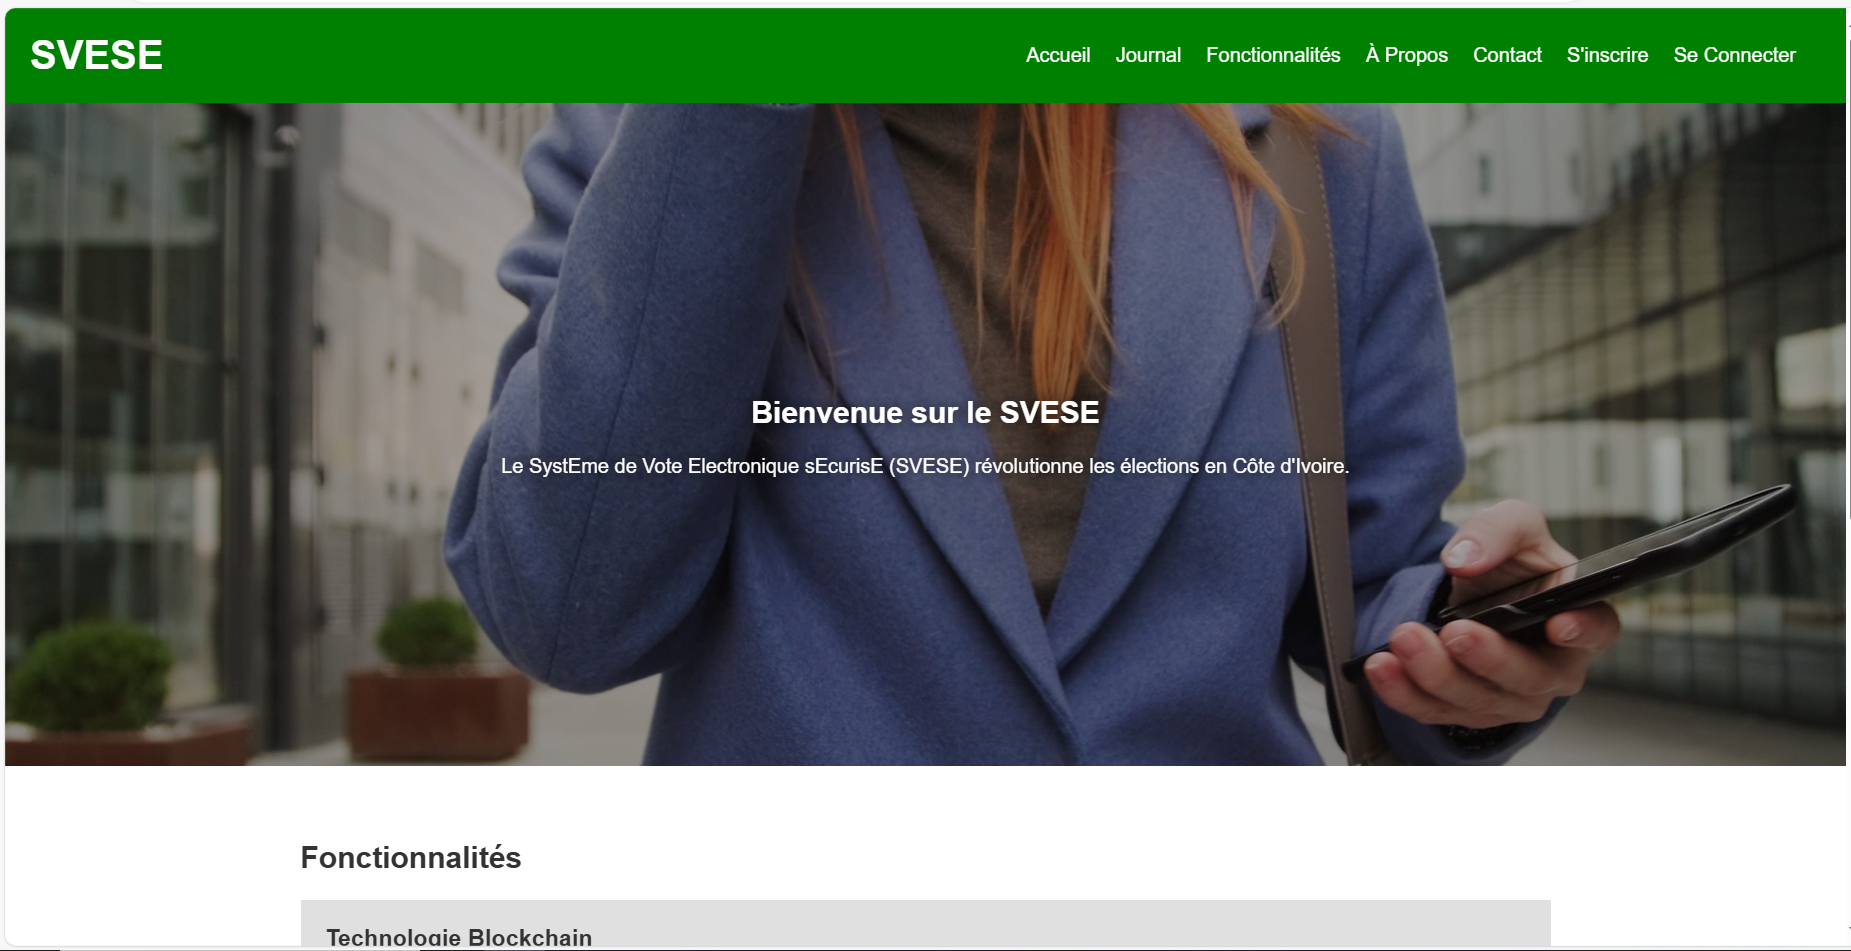 SVESE
Accueil Journal Fonctionnalités À Propos Contact S'inscrire Se Connecter
Bienvenue sur le SVESE
Le SystEme de Vote Electronique sEcurisE (SVESE) révolutionne les élections en Côte d'Ivoire.
Fonctionnalités
Technologie Blockchain